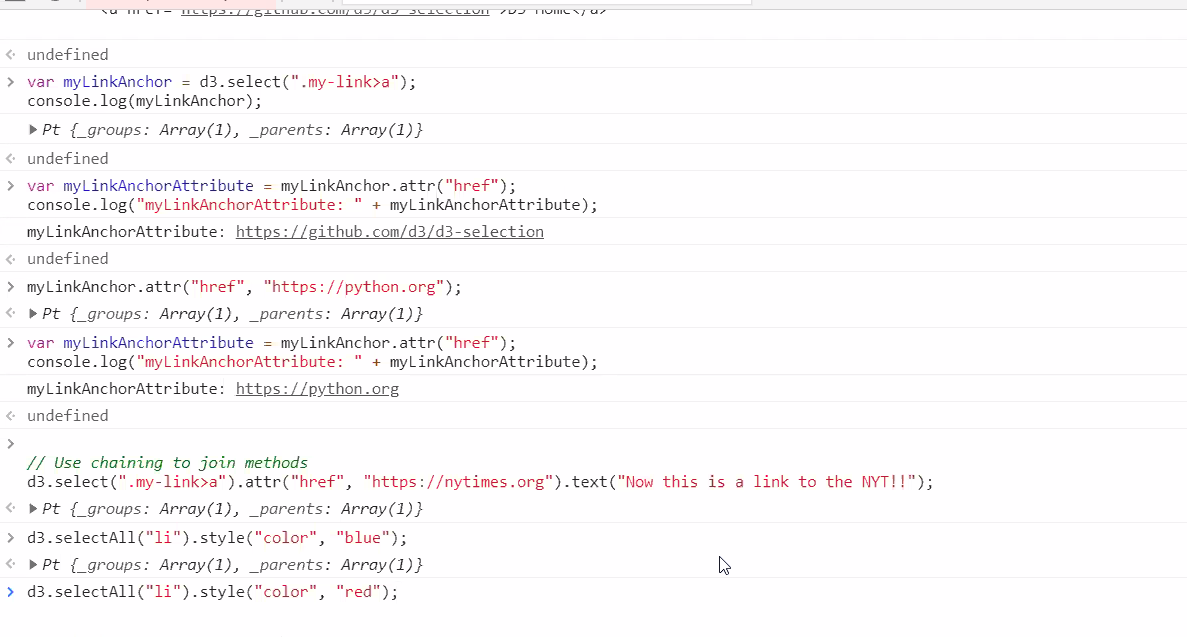 <a href="https://github.com/d3/d3-selection">D3 Home</a>
undefined
var myLinkAnchor = d3.select(".my-link>a");
console.log(myLinkAnchor);
Pt {_groups: Array(1), _parents: Array(1)}
undefined
var myLinkAnchorAttribute = myLinkAnchor.attr("href");
console.log("myLinkAnchorAttribute: " + myLinkAnchorAttribute);
myLinkAnchorAttribute: https://github.com/d3/d3-selection
undefined
myLinkAnchor.attr("href", "https://python.org");
Pt {_groups: Array(1), _parents: Array(1)}
var myLinkAnchorAttribute = myLinkAnchor.attr("href");
console.log("myLinkAnchorAttribute: " + myLinkAnchorAttribute);
myLinkAnchorAttribute: https://python.org
undefined
// Use chaining to join methods
d3.select(".my-link>a").attr("href", "https://nytimes.org").text("Now this is a link to the NYT!!");
Pt {_groups: Array(1), _parents: Array(1)}
d3.selectAll("li").style("color", "blue");
Pt {_groups: Array(1), _parents: Array(1)}
d3.selectAll("li").style("color", "red");